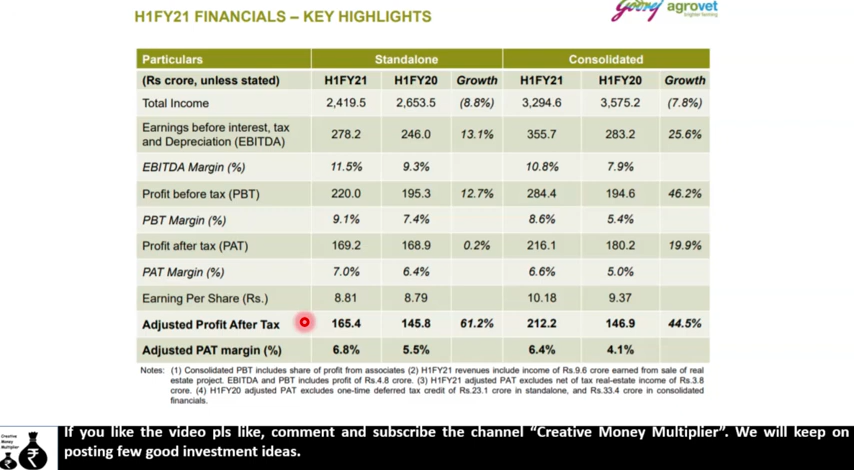 H1FY21 FINANCIALS – KEY HIGHLIGHTS
Godrej agrovet
brighter farming
Particulars Standalone Consolidated
(Rs crore, unless stated) H1FY21 H1FY20 Growth H1FY21 H1FY20 Growth
Total Income 2,419.5 2,653.5 (8.8%) 3,294.6 3,575.2 (7.8%)
Earnings before interest, tax
and Depreciation (EBITDA) 278.2 246.0 13.1% 355.7 283.2 25.6%
EBITDA Margin (%) 11.5% 9.3% 10.8% 7.9%
Profit before tax (PBT) 220.0 195.3 12.7% 284.4 194.6 46.2%
PBT Margin (%) 9.1% 7.4% 8.6% 5.4%
Profit after tax (PAT) 169.2 168.9 0.2% 216.1 180.2 19.9%
PAT Margin (%) 7.0% 6.4% 6.6% 5.0%
Earning Per Share (Rs.) 8.81 8.79 10.18 9.37
Adjusted Profit After Tax 165.4 145.8 61.2% 212.2 146.9 44.5%
Adjusted PAT margin (%) 6.8% 5.5% 6.4% 4.1%
Notes: (1) Consolidated PBT includes share of profit from associates (2) H1FY21 revenues include income of Rs.9.6 crore earned from sale of real
estate project. EBITDA and PBT includes profit of Rs.4.8 crore. (3) H1FY21 adjusted PAT excludes net of tax real-estate income of Rs.3.8
crore. (4) H1FY20 adjusted PAT excludes one-time deferred tax credit of Rs.23.1 crore in standalone, and Rs.33.4 crore in consolidated
financials.
Creative
Money
Multiplier
₹
₹
If you like the video pls like, comment and subscribe the channel “Creative Money Multiplier”. We will keep on
posting few good investment ideas.